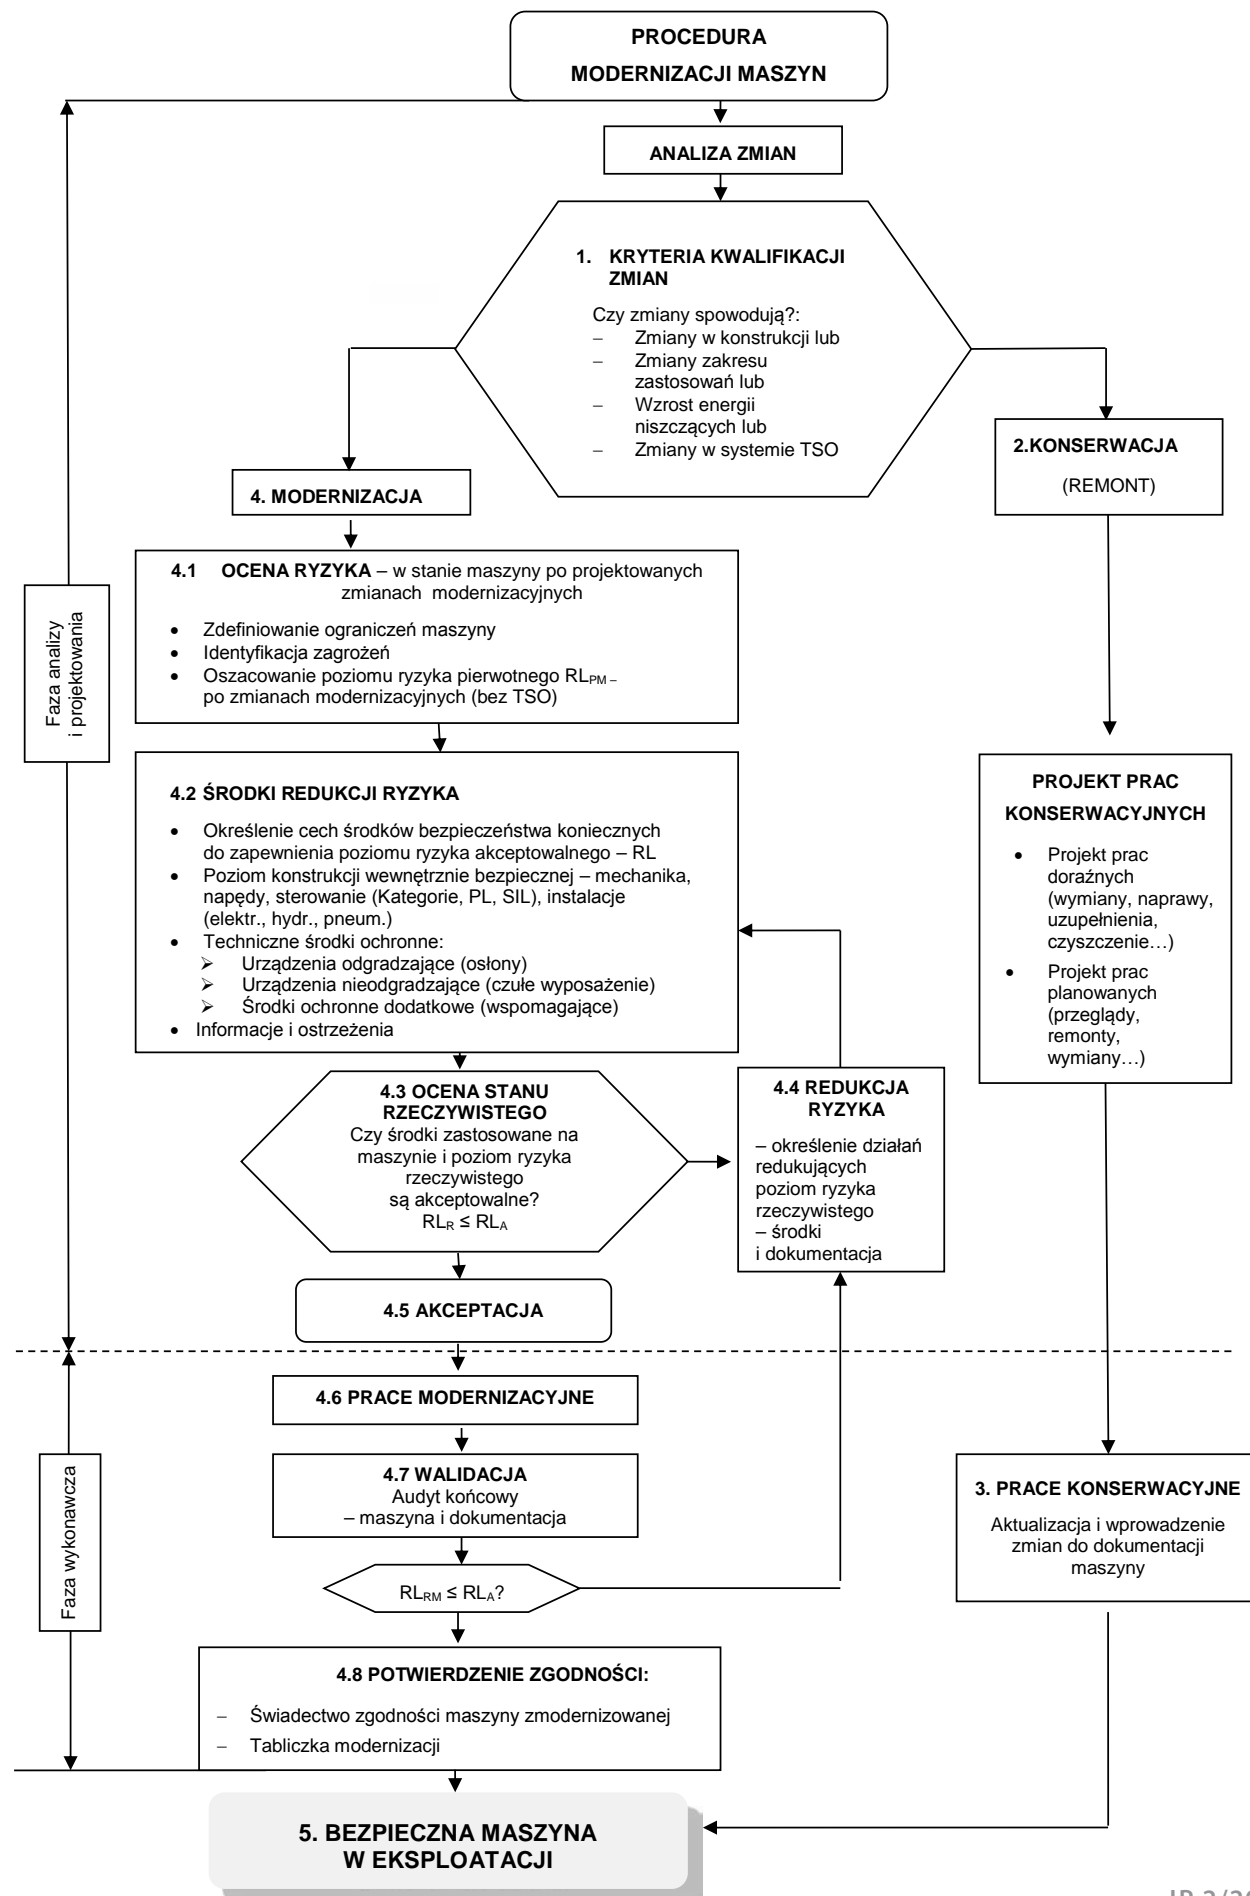 PROCEDURA
MODERNIZACJI MASZYN
ANALIZA ZMIAN
1. KRYTERIA KWALIFIKACJI
ZMIAN
Czy zmiany spowodują?:
– Zmiany w konstrukcji lub
– Zmiany zakresu
zastosowań lub
– Wzrost energii
niszczących lub
– Zmiany w systemie TSO
4. MODERNIZACJA
2.KONSERWACJA
(REMONT)
4.1 OCENA RYZYKA – w stanie maszyny po projektowanych
zmianach modernizacyjnych
• Zdefiniowanie ograniczeń maszyny
• Identyfikacja zagrożeń
• Oszacowanie poziomu ryzyka pierwotnego RLPM –
po zmianach modernizacyjnych (bez TSO)
Faza analizy
i projektowania
4.2 ŚRODKI REDUKCJI RYZYKA
• Określenie cech środków bezpieczeństwa koniecznych
do zapewnienia poziomu ryzyka akceptowalnego – RL
• Poziom konstrukcji wewnętrznie bezpiecznej – mechanika,
napędy, sterowanie (Kategorie, PL, SIL), instalacje
(elektr., hydr., pneum.)
• Techniczne środki ochronne:
➢ Urządzenia odgradzające (osłony)
➢ Urządzenia nieodgradzające (czułe wyposażenie)
➢ Środki ochronne dodatkowe (wspomagające)
• Informacje i ostrzeżenia
PROJEKT PRAC
KONSERWACYJNYCH
• Projekt prac
doraźnych
(wymiany, naprawy,
uzupełnienia,
czyszczenie…)
• Projekt prac
planowanych
(przeglądy,
remonty,
wymiany…)
4.3 OCENA STANU
RZECZYWISTEGO
Czy środki zastosowane na
maszynie i poziom ryzyka
rzeczywistego
są akceptowalne?
RLR ≤ RLA
4.4 REDUKCJA
RYZYKA
– określenie działań
redukujących
poziom ryzyka
rzeczywistego
– środki
i dokumentacja
4.5 AKCEPTACJA
4.6 PRACE MODERNIZACYJNE
4.7 WALIDACJA
Audyt końcowy
– maszyna i dokumentacja
Faza wykonawcza
3. PRACE KONSERWACYJNE
Aktualizacja i wprowadzenie
zmian do dokumentacji
maszyny
RLRM ≤ RLA?
4.8 POTWIERDZENIE ZGODNOŚCI:
– Świadectwo zgodności maszyny zmodernizowanej
– Tabliczka modernizacji
5. BEZPIECZNA MASZYNA
W EKSPLOATACJI